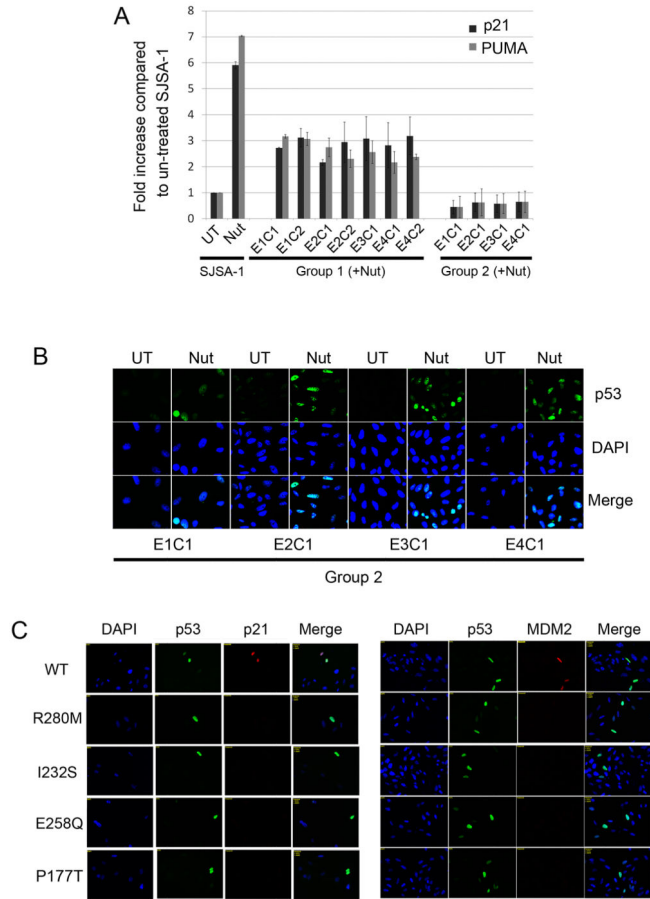 A
Fold increase compared
to un-treated SJSA-1
8
7
6
5
4
3
2
1
0
p21
PUMA
UT
Nut
E1C1
E1C2
E2C1
E2C2
E3C1
E4C1
E4C2
E1C1
E2C1
E3C1
E4C1
SJSA-1
Group 1 (+Nut)
Group 2 (+Nut)
B
UT Nut UT Nut UT Nut UT Nut
p53
DAPI
Merge
E1C1 E2C1 E3C1 E4C1
Group 2
C
DAPI p53 p21 Merge DAPI p53 MDM2 Merge
WT
R280M
I232S
E258Q
P177T